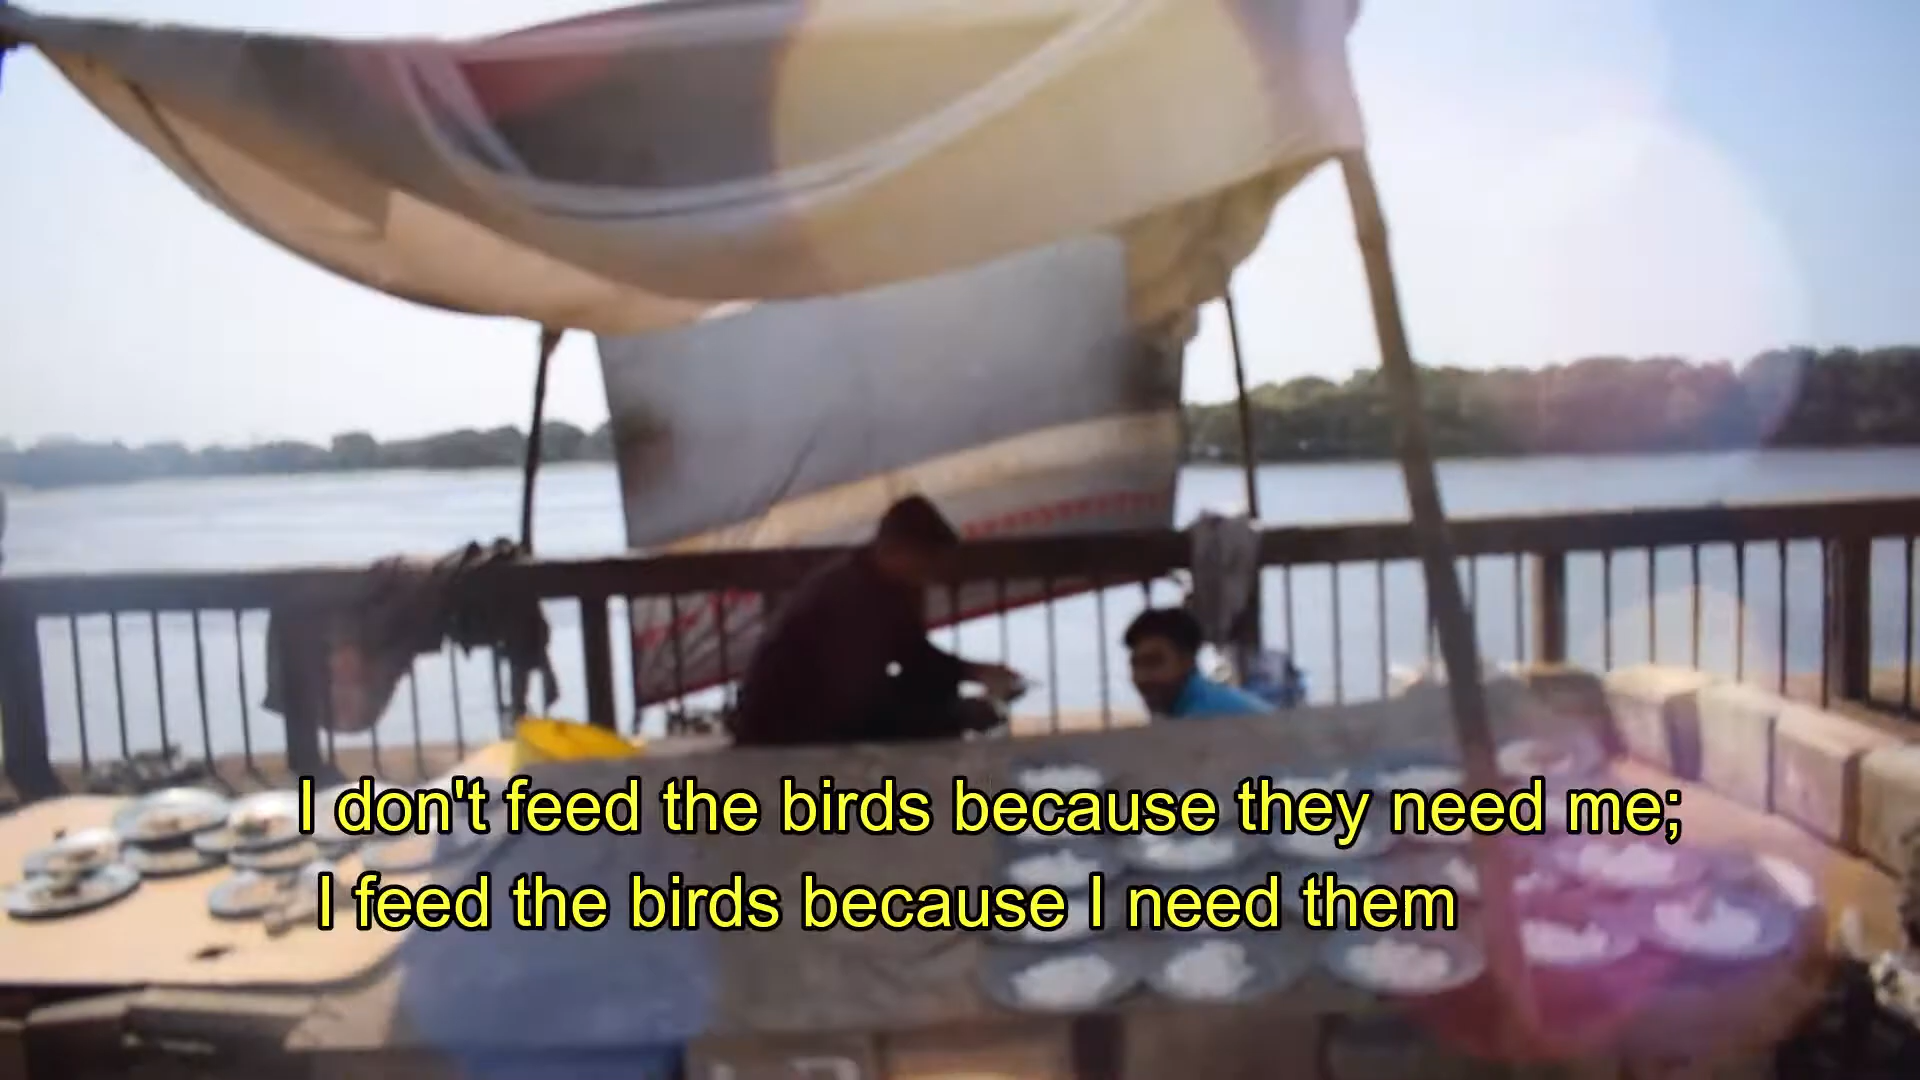 I don't feed the birds because they need me;
I feed the birds because I need them